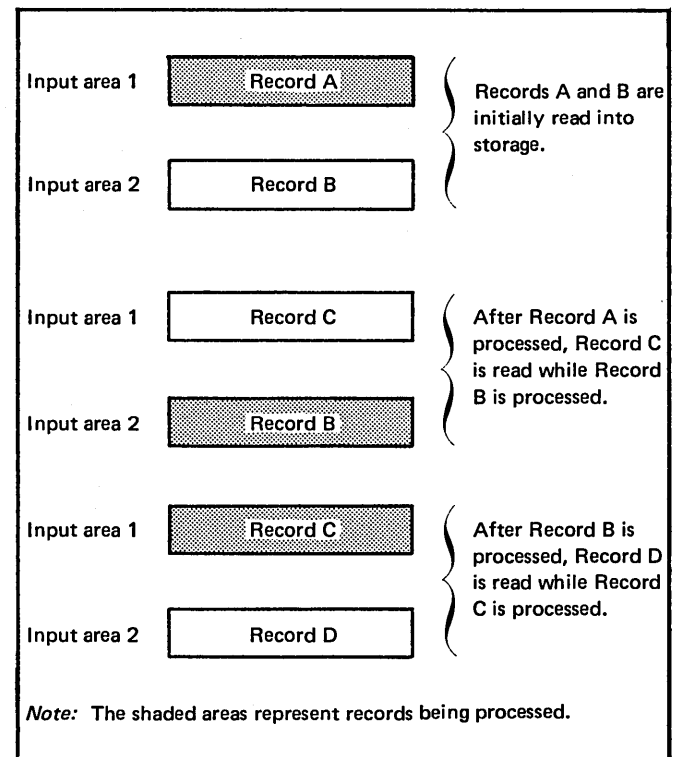 Input area 1
Record A
Records A and B are
initially read into
storage.
Input area 2
Record B
Input area 1
Record C
After Record A is
processed, Record C
is read while Record
B is processed.
Input area 2
Record B
Input area 1
Record C
After Record B is
processed, Record D
is read while Record
C is processed.
Input area 2
Record D
Note: The shaded areas represent records being processed.